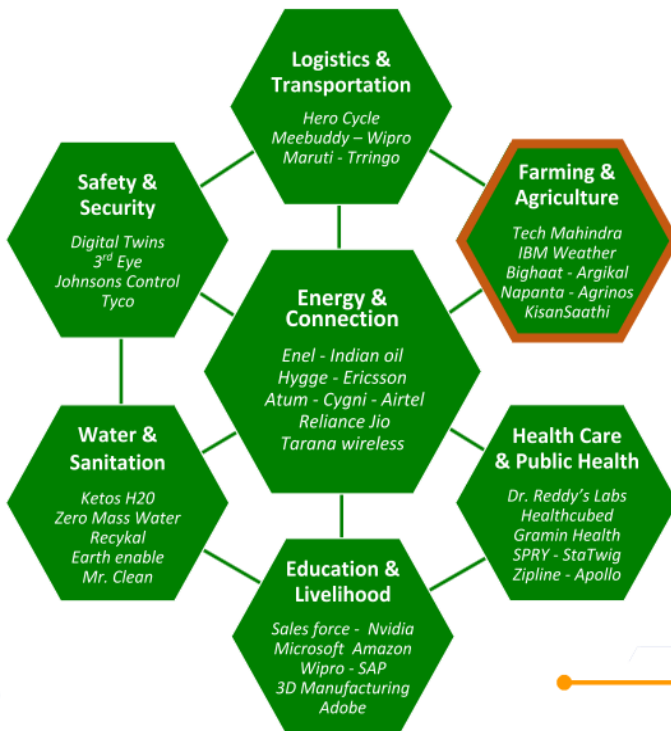 Logistics &
Transportation
Hero Cycle
Meebuddy – Wipro
Maruti - Trringo
Safety &
Security
Digital Twins
3rd Eye
Johnsons Control
Tyco
Farming &
Agriculture
Tech Mahindra
IBM Weather
Bighaat - Argikal
Napanta - Agrinos
KisanSaathi
Energy &
Connection
Enel - Indian oil
Hygge - Ericsson
Atum - Cygni - Airtel
Reliance Jio
Tarana wireless
Water &
Sanitation
Ketos H20
Zero Mass Water
Recykal
Earth enable
Mr. Clean
Health Care
& Public Health
Dr. Reddy’s Labs
Healthcubed
Gramin Health
SPRY - StaTwig
Zipline - Apollo
Education &
Livelihood
Sales force - Nvidia
Microsoft Amazon
Wipro - SAP
3D Manufacturing
Adobe